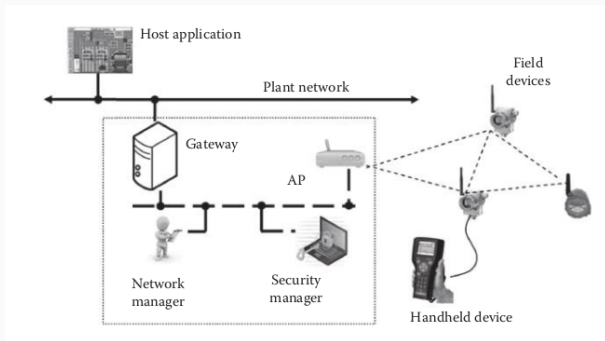 Host application
Plant network
Field
devices
Gateway
AP
Network
manager
Security
manager
Handheld device